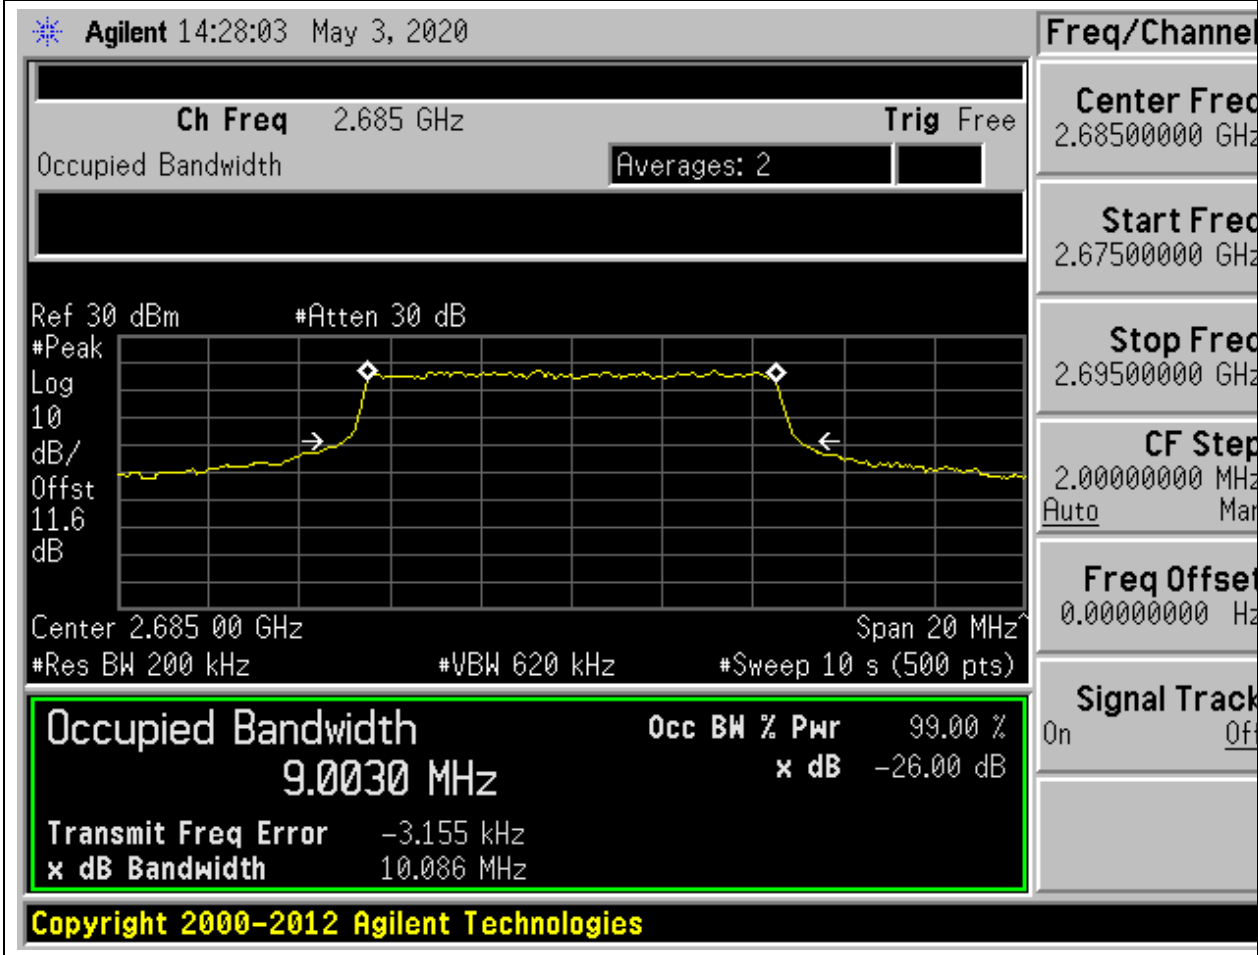 Agilent 14:28:03 May 3, 2020
Ch Freq 2.685 GHz Trig Free
Occupied Bandwidth Averages: 2
Ref 30 dBm #Atten 30 dB
#Peak
Log
10
dB/
Offst
11.6
dB
Center 2.685 00 GHz Span 20 MHz^
#Res BW 200 kHz #VBW 620 kHz #Sweep 10 s (500 pts)
Occupied Bandwidth
9.0030 MHz
Occ BW % Pwr 99.00 %
x dB -26.00 dB
Transmit Freq Error -3.155 kHz
x dB Bandwidth 10.086 MHz
Copyright 2000-2012 Agilent Technologies
Freq/Channel
Center Freq
2.68500000 GHz
Start Freq
2.67500000 GHz
Stop Freq
2.69500000 GHz
CF Step
2.00000000 MHz
Auto Man
Freq Offset
0.00000000 Hz
Signal Track
On Off